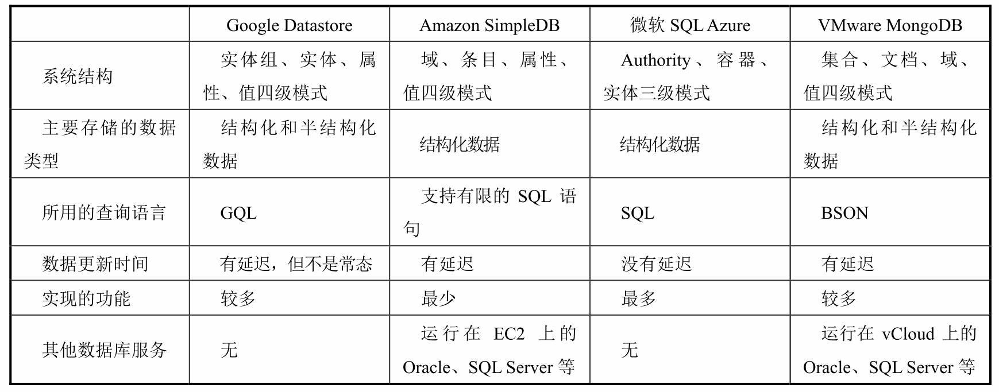 Google Datastore
Amazon SimpleDB
微软 SQL Azure
VMware MongoDB
系统结构
实体组、实体、属
性、值四级模式
域、条目、属性、
值四级模式
Authority、容器、
实体三级模式
集合、文档、域、
值四级模式
主要存储的数据
类型
结构化和半结构化
数据
结构化数据
结构化数据
结构化和半结构化
数据
所用的查询语言
GQL
支持有限的 SQL 语
句
SQL
BSON
数据更新时间
有延迟，但不是常态
有延迟
没有延迟
有延迟
实现的功能
较多
最少
最多
较多
其他数据库服务
无
运行在 EC2 上的
Oracle、SQL Server 等
无
运行在 vCloud 上的
Oracle、SQL Server 等